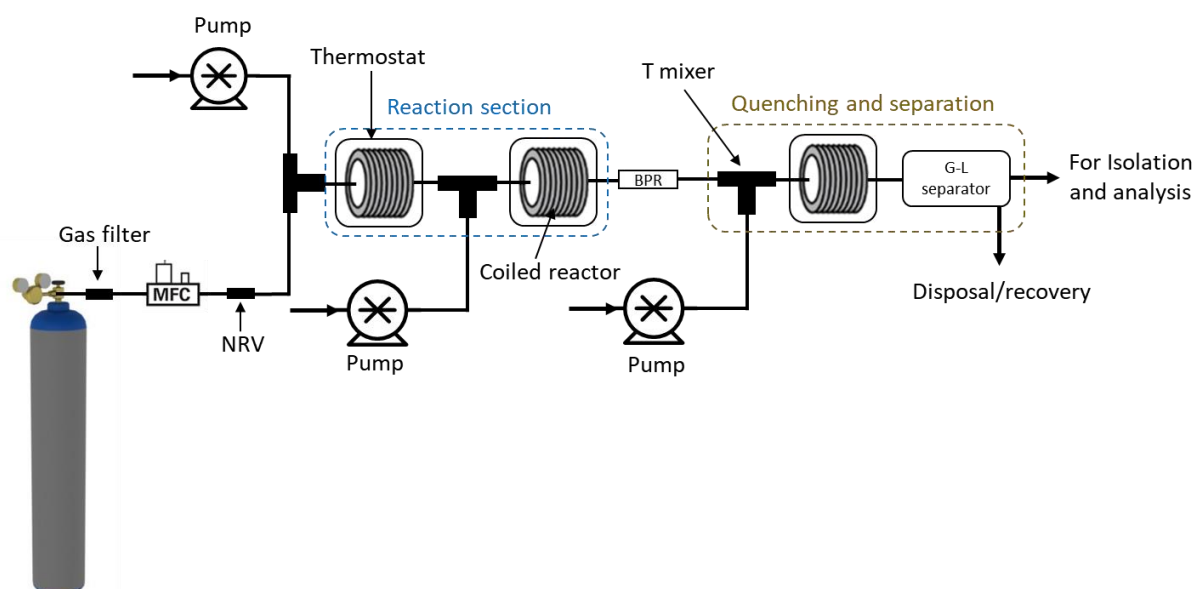 Pump
Thermostat
T mixer
Reaction section
Quenching and separation
BPR
G-L
separator
For Isolation
and analysis
Gas filter
MFC
NRV
Coiled reactor
Pump
Pump
Disposal/recovery